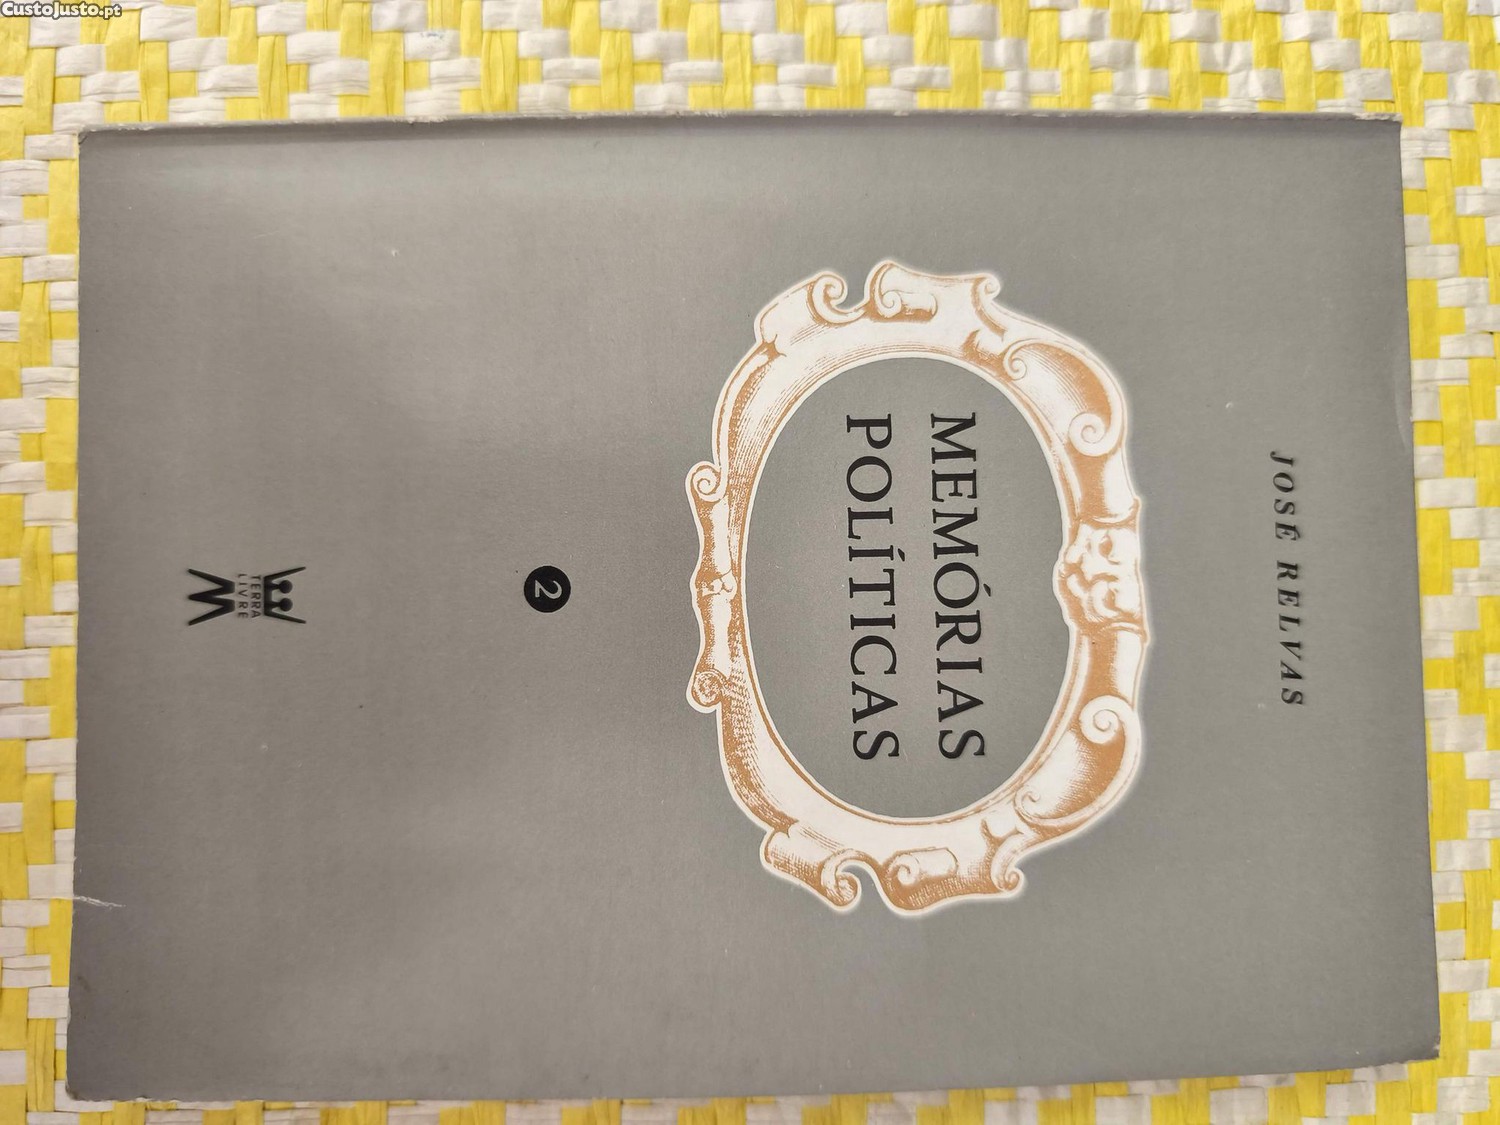 CustoJusto.pt
JOSÉ RELVAS
MEMÓRIAS
POLÍTICAS
2
TERRA
LIVRE